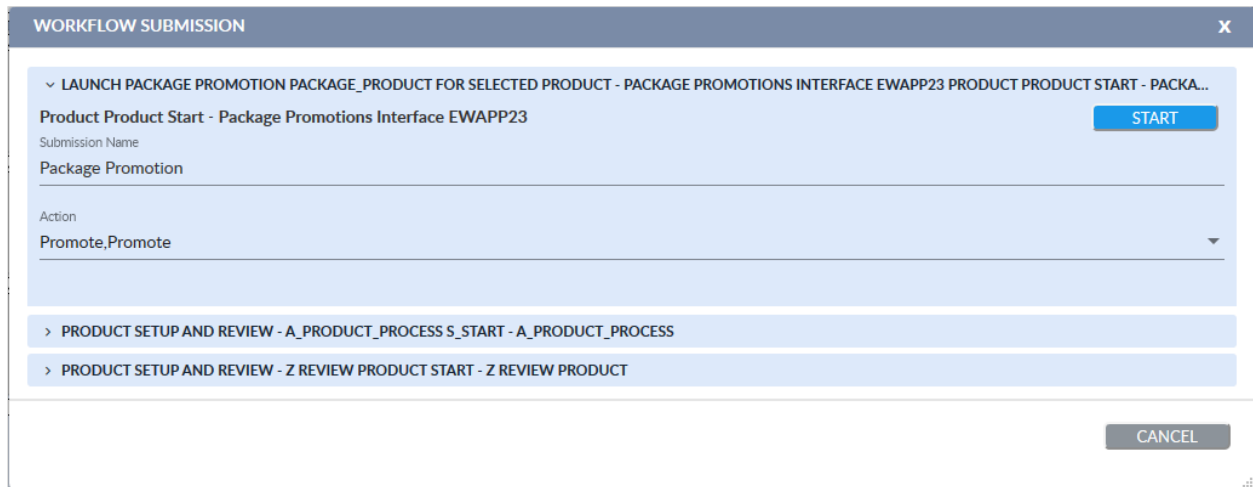 WORKFLOW SUBMISSION X
LAUNCH PACKAGE PROMOTION PACKAGE_PRODUCT FOR SELECTED PRODUCT - PACKAGE PROMOTIONS INTERFACE EWAPP23 PRODUCT PRODUCT START - PACKA...
Product Product Start - Package Promotions Interface EWAPP23
START
Submission Name
Package Promotion
Action
Promote,Promote
PRODUCT SETUP AND REVIEW - A_PRODUCT_PROCESS S_START - A_PRODUCT_PROCESS
PRODUCT SETUP AND REVIEW - Z REVIEW PRODUCT START - Z REVIEW PRODUCT
CANCEL